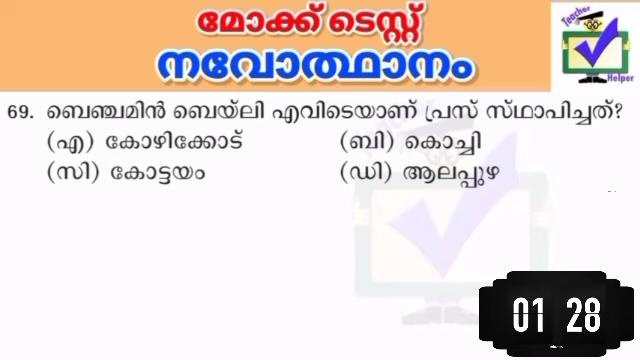 മോക്ക് ടെസ്റ്റ്
നവോത്ഥാനം
Teacher
Helper
69. ബെഞ്ചമിൻ ബെയ്ലി എവിടെയാണ് പ്രസ് സ്ഥാപിച്ചത്?
(എ) കോഴിക്കോട് (ബി) കൊച്ചി
(സി) കോട്ടയം (ഡി) ആലപ്പുഴ
01 28